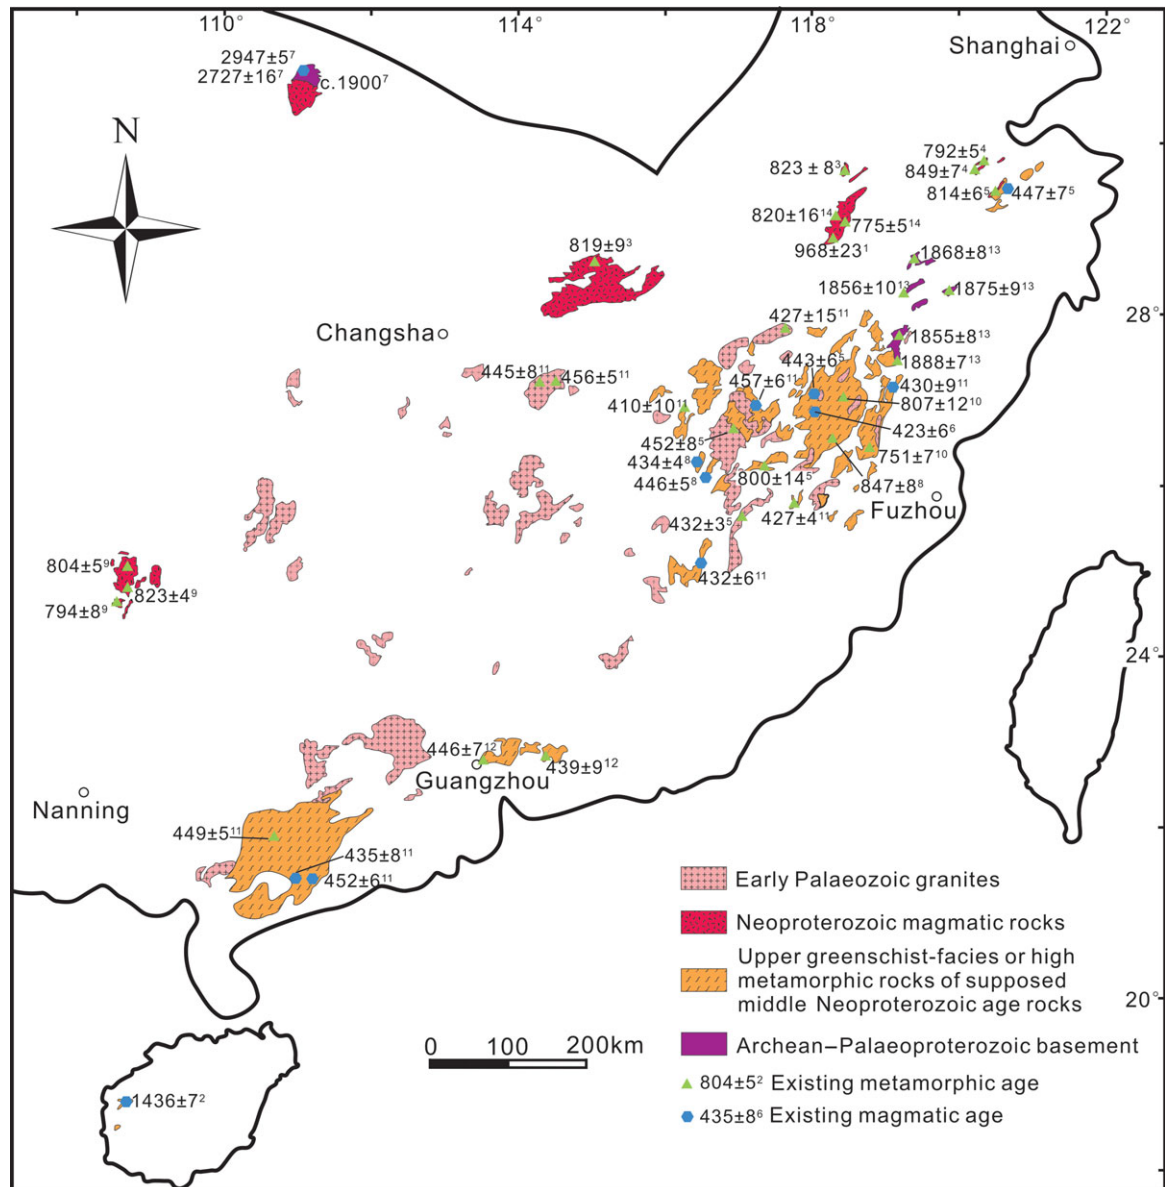 110°
114°
118°
122°
Shanghai
2947±5⁷
2727±16⁷
c.1900⁷
N
792±5⁴
849±7⁴
823 ± 8³
814±6⁵
447±7⁵
820±16¹⁴
775±5¹⁴
968±23¹
819±9³
1868±8¹³
1856±10¹³
1875±9¹³
427±15¹¹
28°
Changsha
1855±8¹³
443±6⁵
1888±7¹³
445±8¹¹
456±5¹¹
457±6¹¹
430±9¹¹
410±10¹¹
807±12¹⁰
423±6⁶
452±8⁵
751±7¹⁰
434±4⁸
446±5⁸
800±14⁵
847±8⁸
Fuzhou
432±3⁵
427±4¹¹
804±5⁹
432±6¹¹
823±4⁹
794±8⁹
24°
446±7¹²
439±9¹²
Guangzhou
Nanning
449±5¹¹
435±8¹¹
452±6¹¹
Early Palaeozoic granites
Neoproterozoic magmatic rocks
Upper greenschist-facies or high
metamorphic rocks of supposed
middle Neoproterozoic age rocks
20°
Archean–Palaeoproterozoic basement
0 100 200km
804±5² Existing metamorphic age
1436±7²
435±8⁶ Existing magmatic age